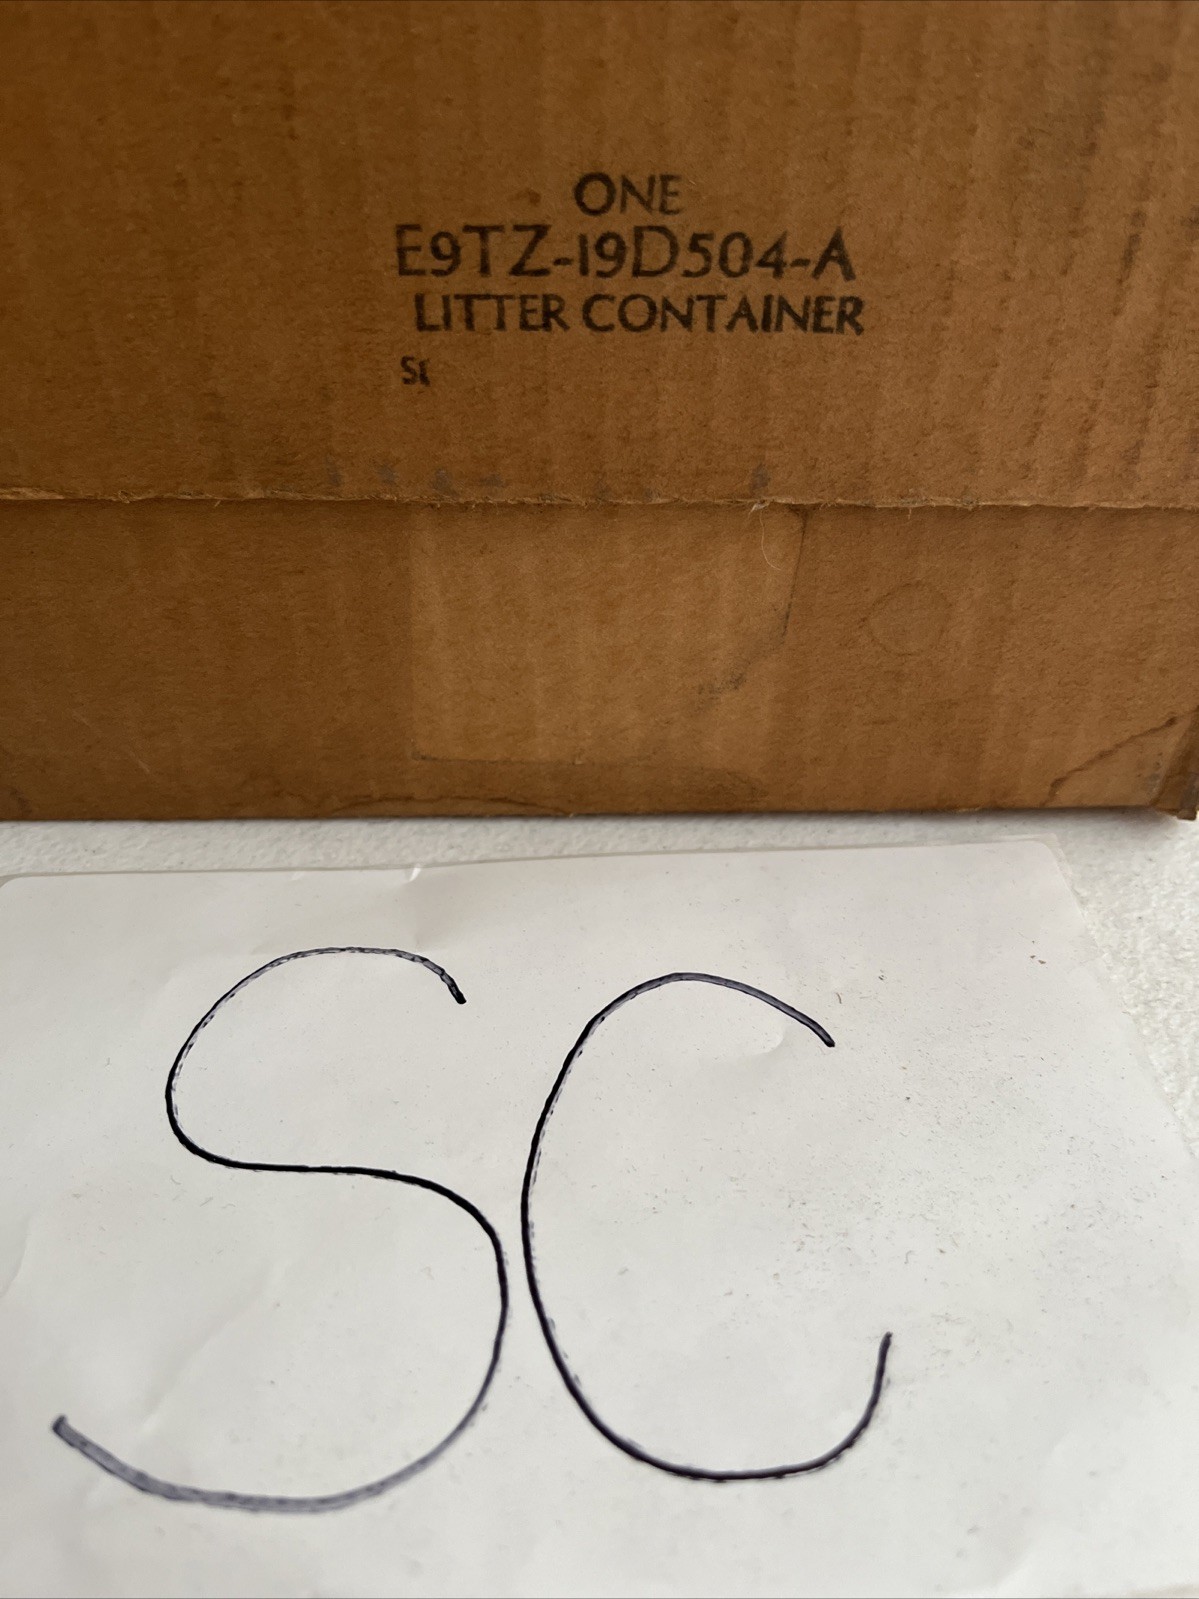 ONE
E9TZ-19D504-A
LITTER CONTAINER
SC